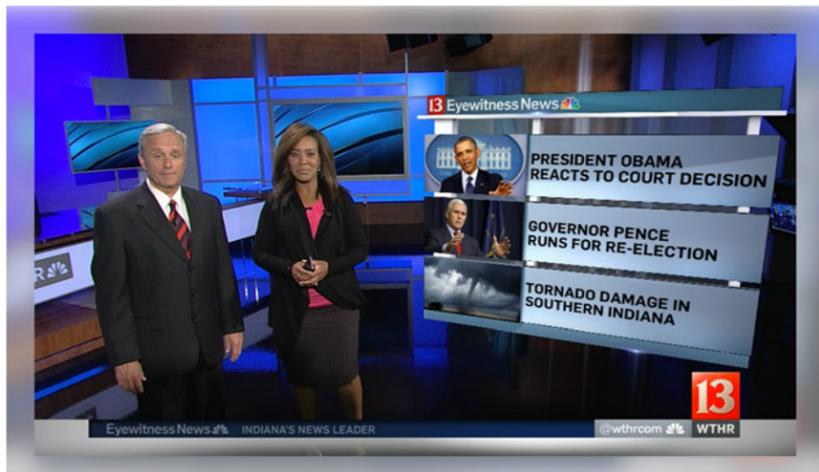 13 Eyewitness News
PRESIDENT OBAMA
REACTS TO COURT DECISION
GOVERNOR PENCE
RUNS FOR RE-ELECTION
TORNADO DAMAGE IN
SOUTHERN INDIANA
R
13
Eyewitness News INDIANA'S NEWS LEADER
@wthrcom WTHR